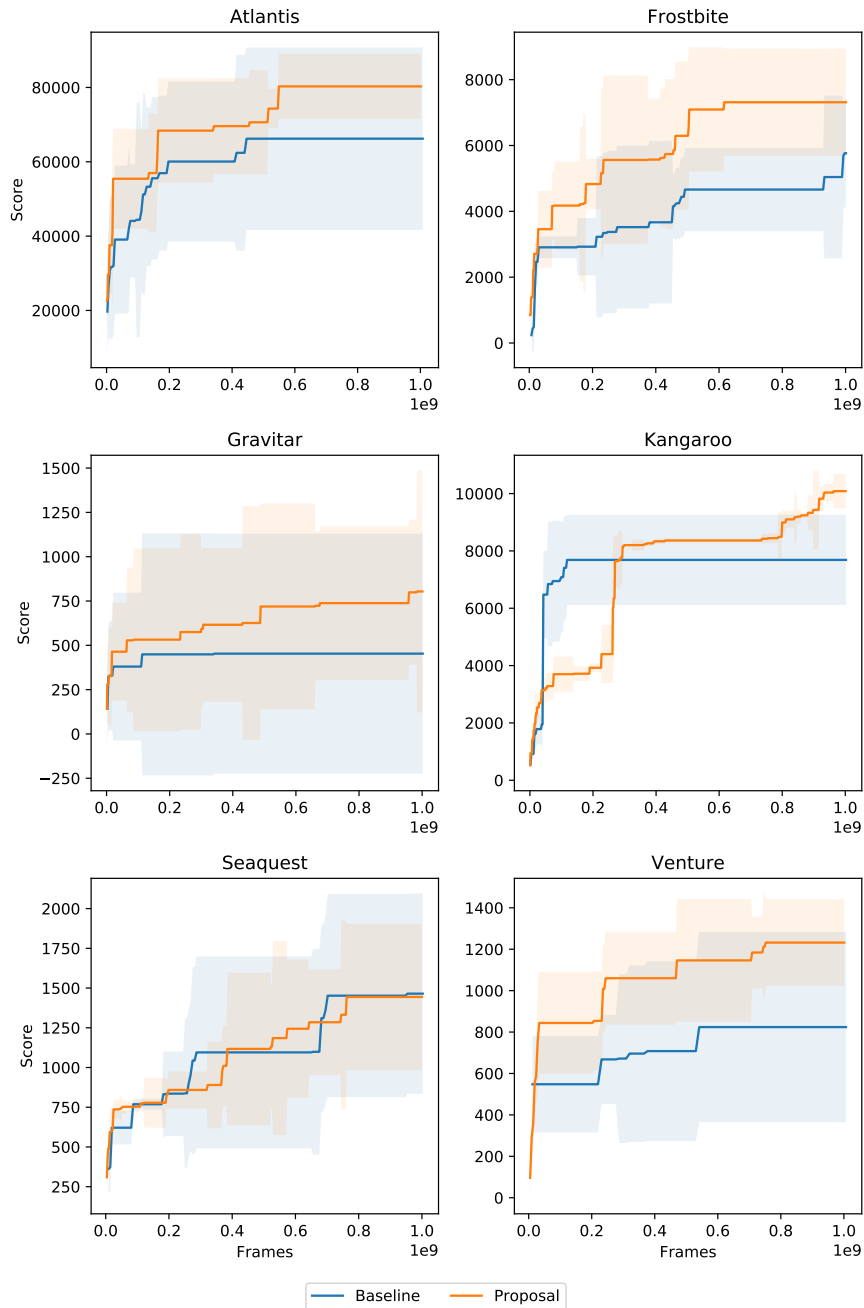 Atlantis
Frostbite
Score
80000
60000
40000
20000
0.0 0.2 0.4 0.6 0.8 1.0
1e9
8000
6000
4000
2000
0
0.0 0.2 0.4 0.6 0.8 1.0
1e9
Gravitar
Kangaroo
Score
1500
1250
1000
750
500
250
0
−250
0.0 0.2 0.4 0.6 0.8 1.0
1e9
10000
8000
6000
4000
2000
0
0.0 0.2 0.4 0.6 0.8 1.0
1e9
Seaquest
Venture
Score
2000
1750
1500
1250
1000
750
500
250
0.0 0.2 0.4 0.6 0.8 1.0
Frames
1e9
1400
1200
1000
800
600
400
200
0
0.0 0.2 0.4 0.6 0.8 1.0
Frames
1e9
Baseline Proposal